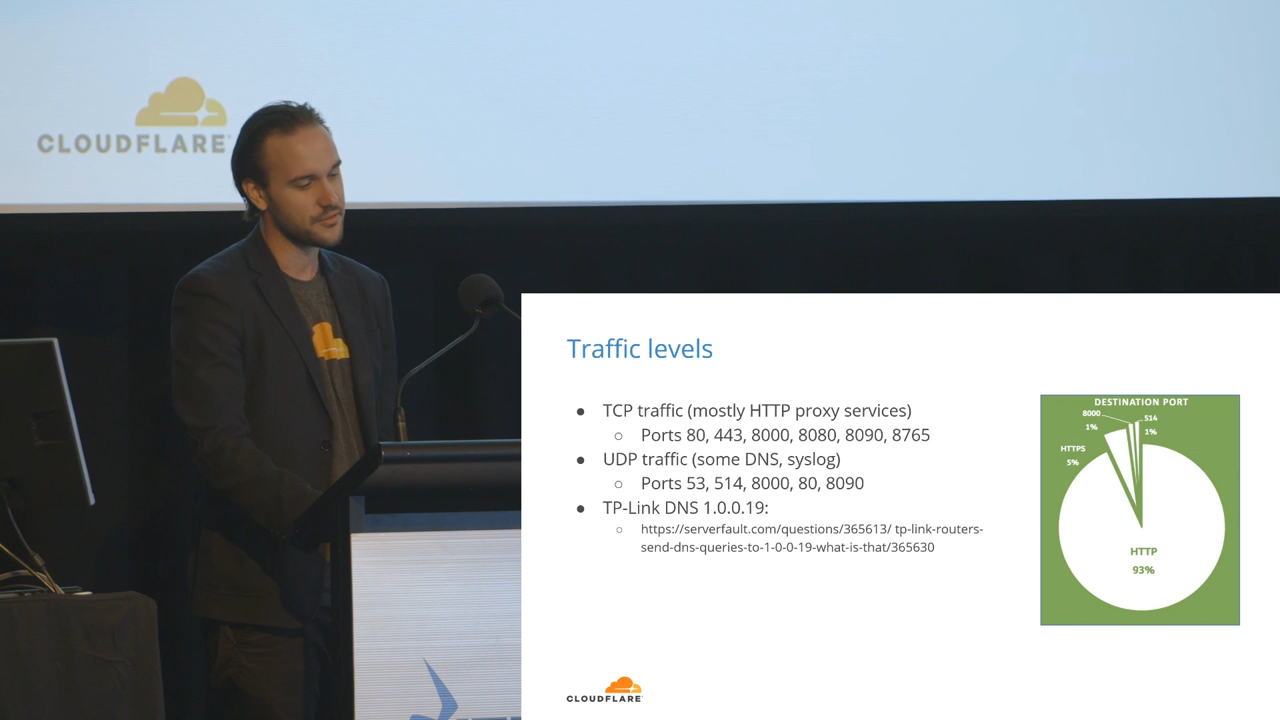 CLOUDFLARE
Traffic levels
● TCP traffic (mostly HTTP proxy services)
○ Ports 80, 443, 8000, 8080, 8090, 8765
● UDP traffic (some DNS, syslog)
○ Ports 53, 514, 8000, 80, 8090
● TP-Link DNS 1.0.0.19:
○ https://serverfault.com/questions/365613/ tp-link-routers-
send-dns-queries-to-1-0-0-19-what-is-that/365630
DESTINATION PORT
8000
1%
514
1%
HTTPS
5%
HTTP
93%
CLOUDFLARE